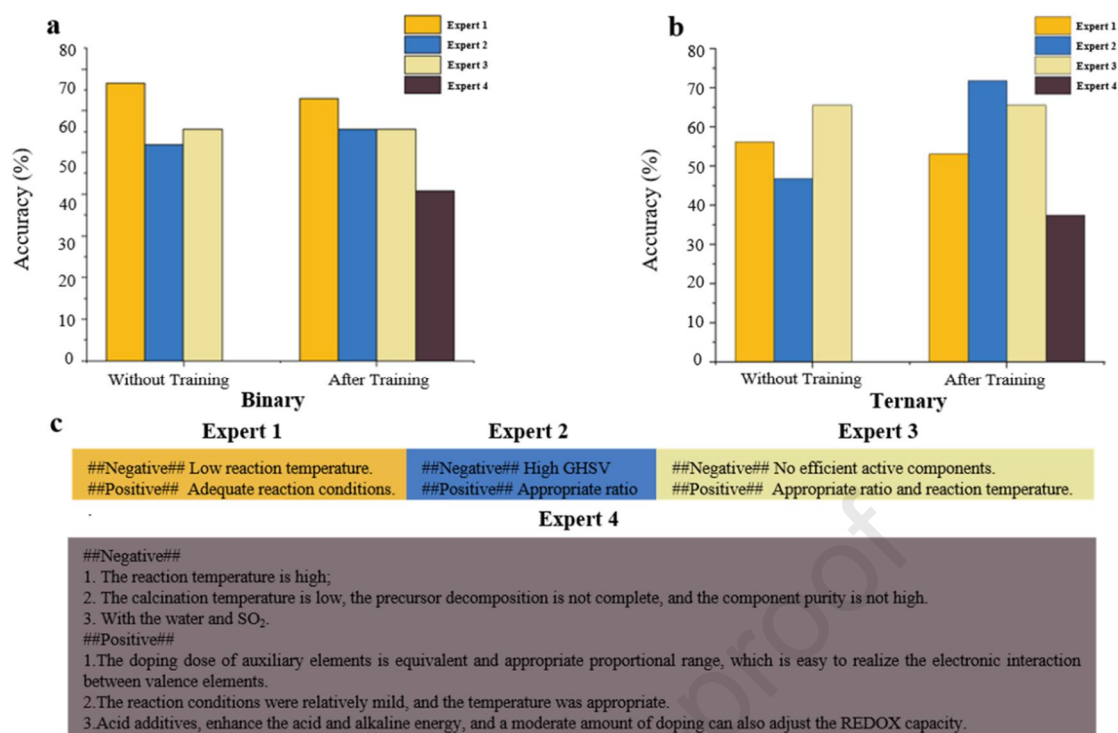 a
Expert 1
Expert 2
Expert 3
Expert 4
80
70
60
50
40
30
20
10
0
Accuracy (%)
Without Training
After Training
Binary
b
Expert 1
Expert 2
Expert 3
Expert 4
80
70
60
50
40
30
20
10
0
Accuracy (%)
Without Training
After Training
Ternary
c
Expert 1
##Negative## Low reaction temperature.
##Positive## Adequate reaction conditions.
Expert 2
##Negative## High GHSV
##Positive## Appropriate ratio
Expert 3
##Negative## No efficient active components.
##Positive## Appropriate ratio and reaction temperature.
Expert 4
##Negative##
1. The reaction temperature is high;
2. The calcination temperature is low, the precursor decomposition is not complete, and the component purity is not high.
3. With the water and SO₂.
##Positive##
1.The doping dose of auxiliary elements is equivalent and appropriate proportional range, which is easy to realize the electronic interaction
between valence elements.
2.The reaction conditions were relatively mild, and the temperature was appropriate.
3.Acid additives, enhance the acid and alkaline energy, and a moderate amount of doping can also adjust the REDOX capacity.
proof